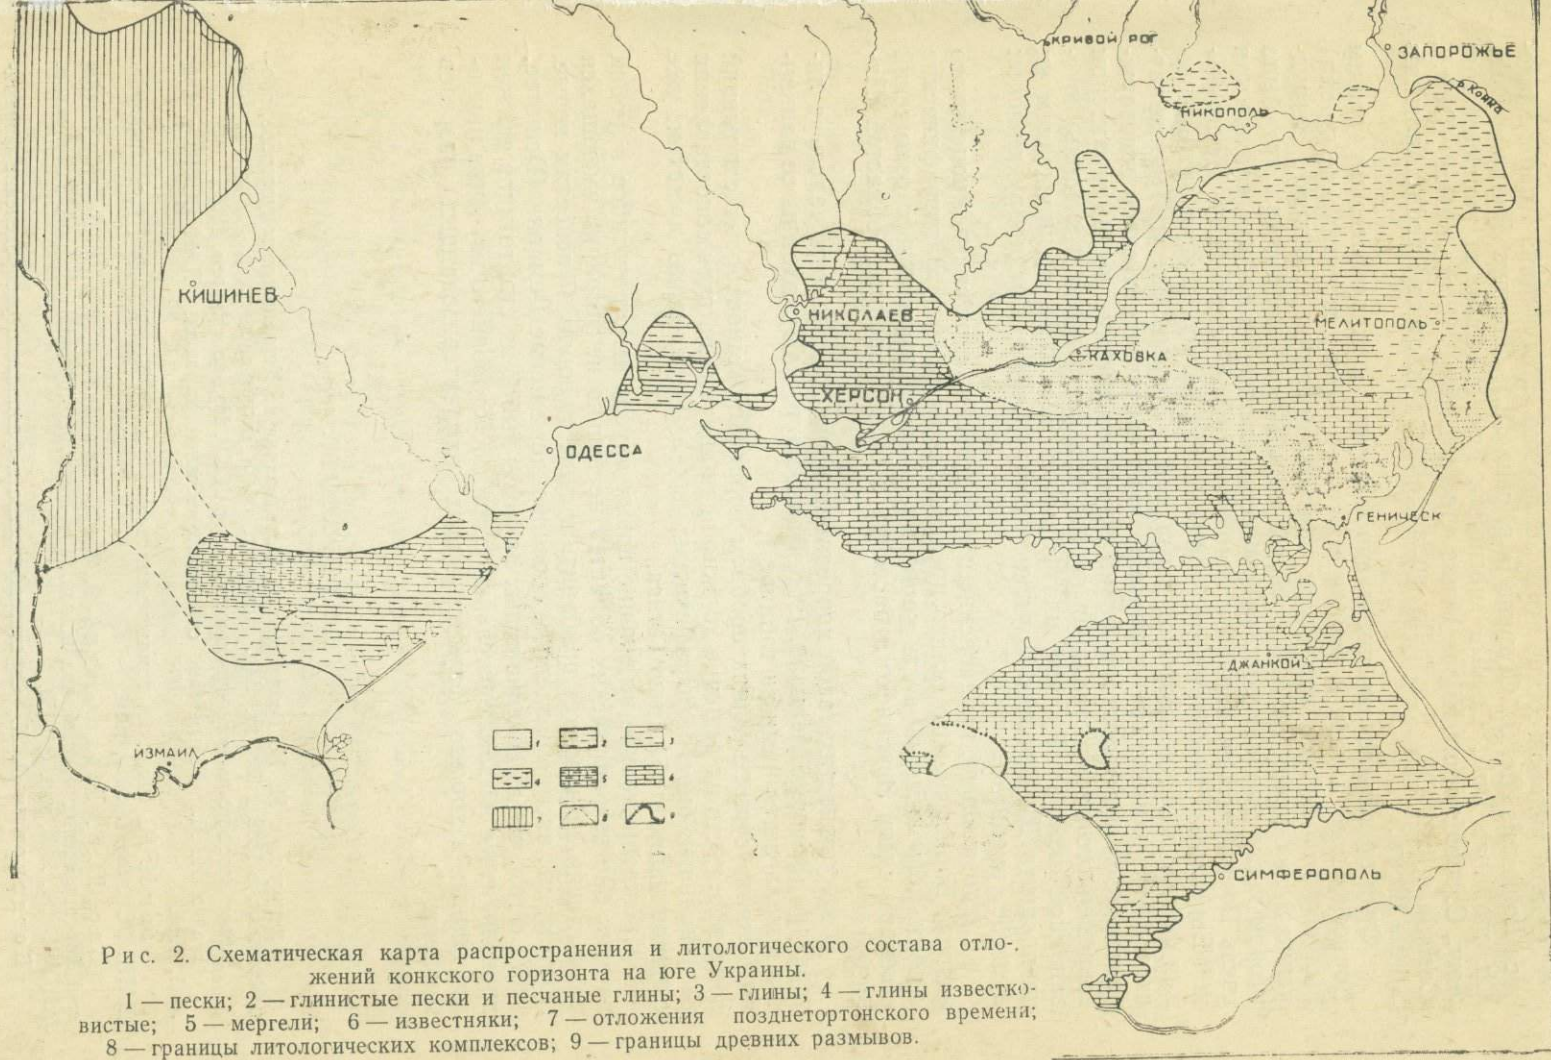 КРИВОЙ РОГ
ЗАПОРОЖЬЕ
р. Конка
НИКОПОЛЬ
КИШИНЕВ
НИКОЛАЕВ
МЕЛИТОПОЛЬ
КАХОВКА
ХЕРСОН
ОДЕССА
ГЕНИЧЕСК
ДЖАНКОЙ
ИЗМАИЛ
СИМФЕРОПОЛЬ
Рис. 2. Схематическая карта распространения и литологического состава отло-
жений конкского горизонта на юге Украины.
1 — пески; 2 — глинистые пески и песчаные глины; 3 — глины; 4 — глины известко-
вистые; 5 — мергели; 6 — известняки; 7 — отложения позднетортонского времени;
8 — границы литологических комплексов; 9 — границы древних размывов.